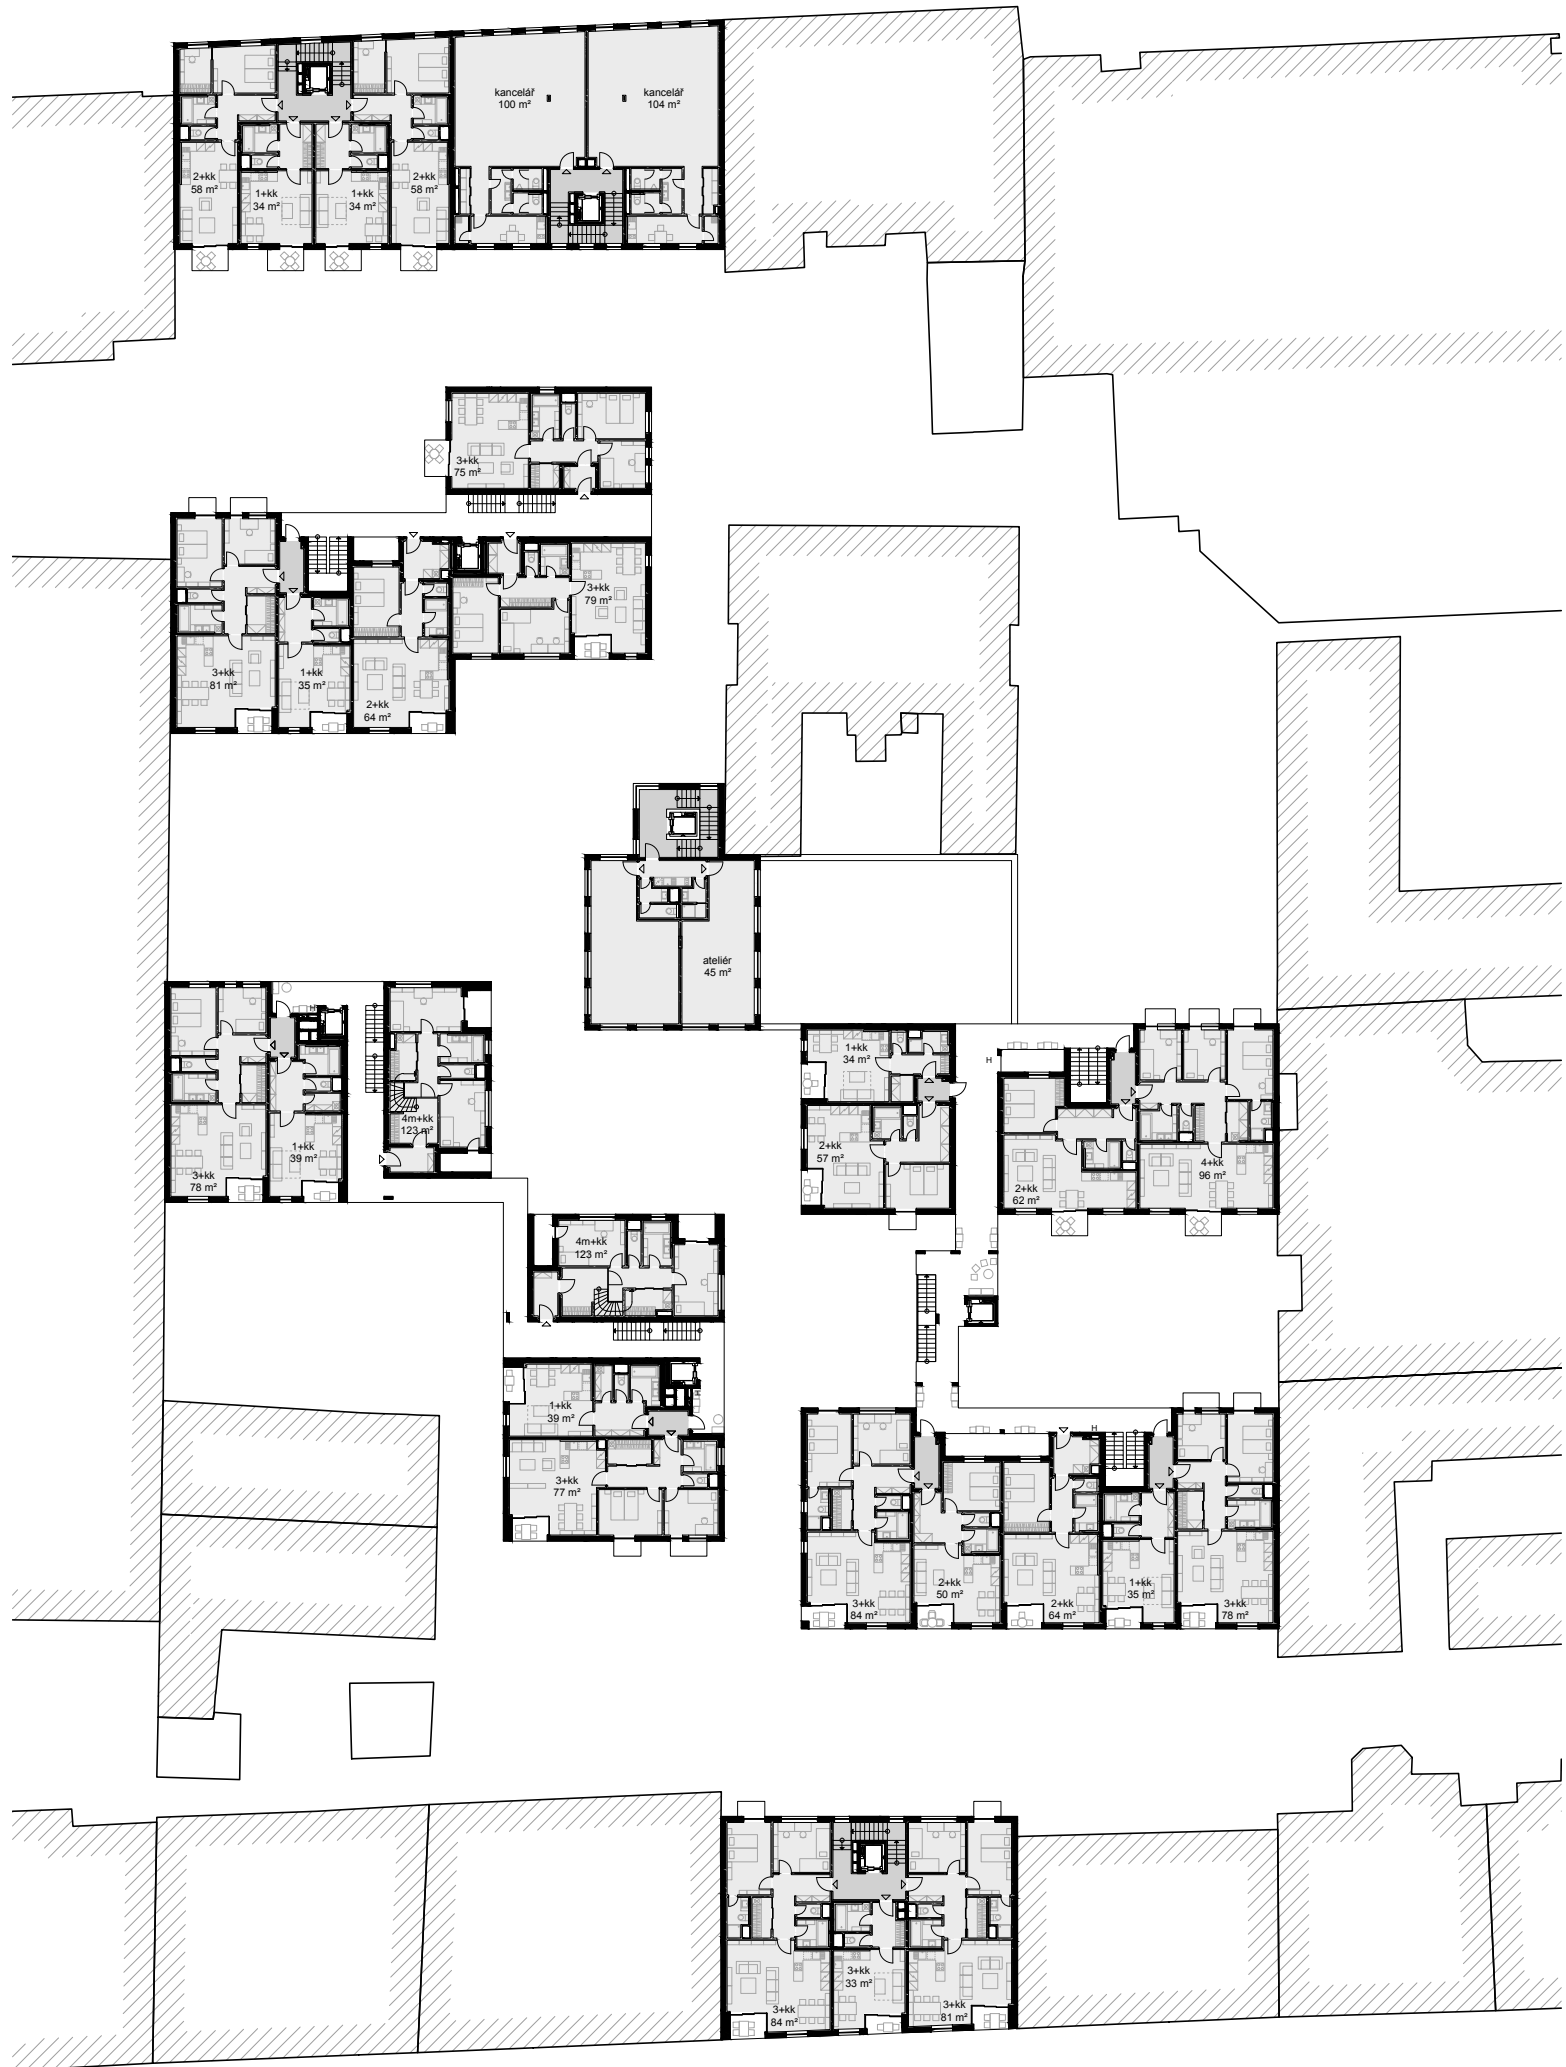 kancelář
100 m²
kancelář
104 m²
2+kk
58 m²
1+kk
34 m²
1+kk
34 m²
2+kk
58 m²
3+kk
75 m²
3+kk
79 m²
3+kk
81 m²
1+kk
35 m²
2+kk
64 m²
ateliér
45 m²
H
1+kk
34 m²
H
4m+kk
123 m²
1+kk
39 m²
3+kk
78 m²
2+kk
57 m²
4+kk
96 m²
2+kk
62 m²
4m+kk
123 m²
H
1+kk
39 m²
3+kk
77 m²
H
3+kk
84 m²
2+kk
50 m²
2+kk
64 m²
1+kk
35 m²
3+kk
78 m²
3+kk
33 m²
3+kk
84 m²
3+kk
81 m²